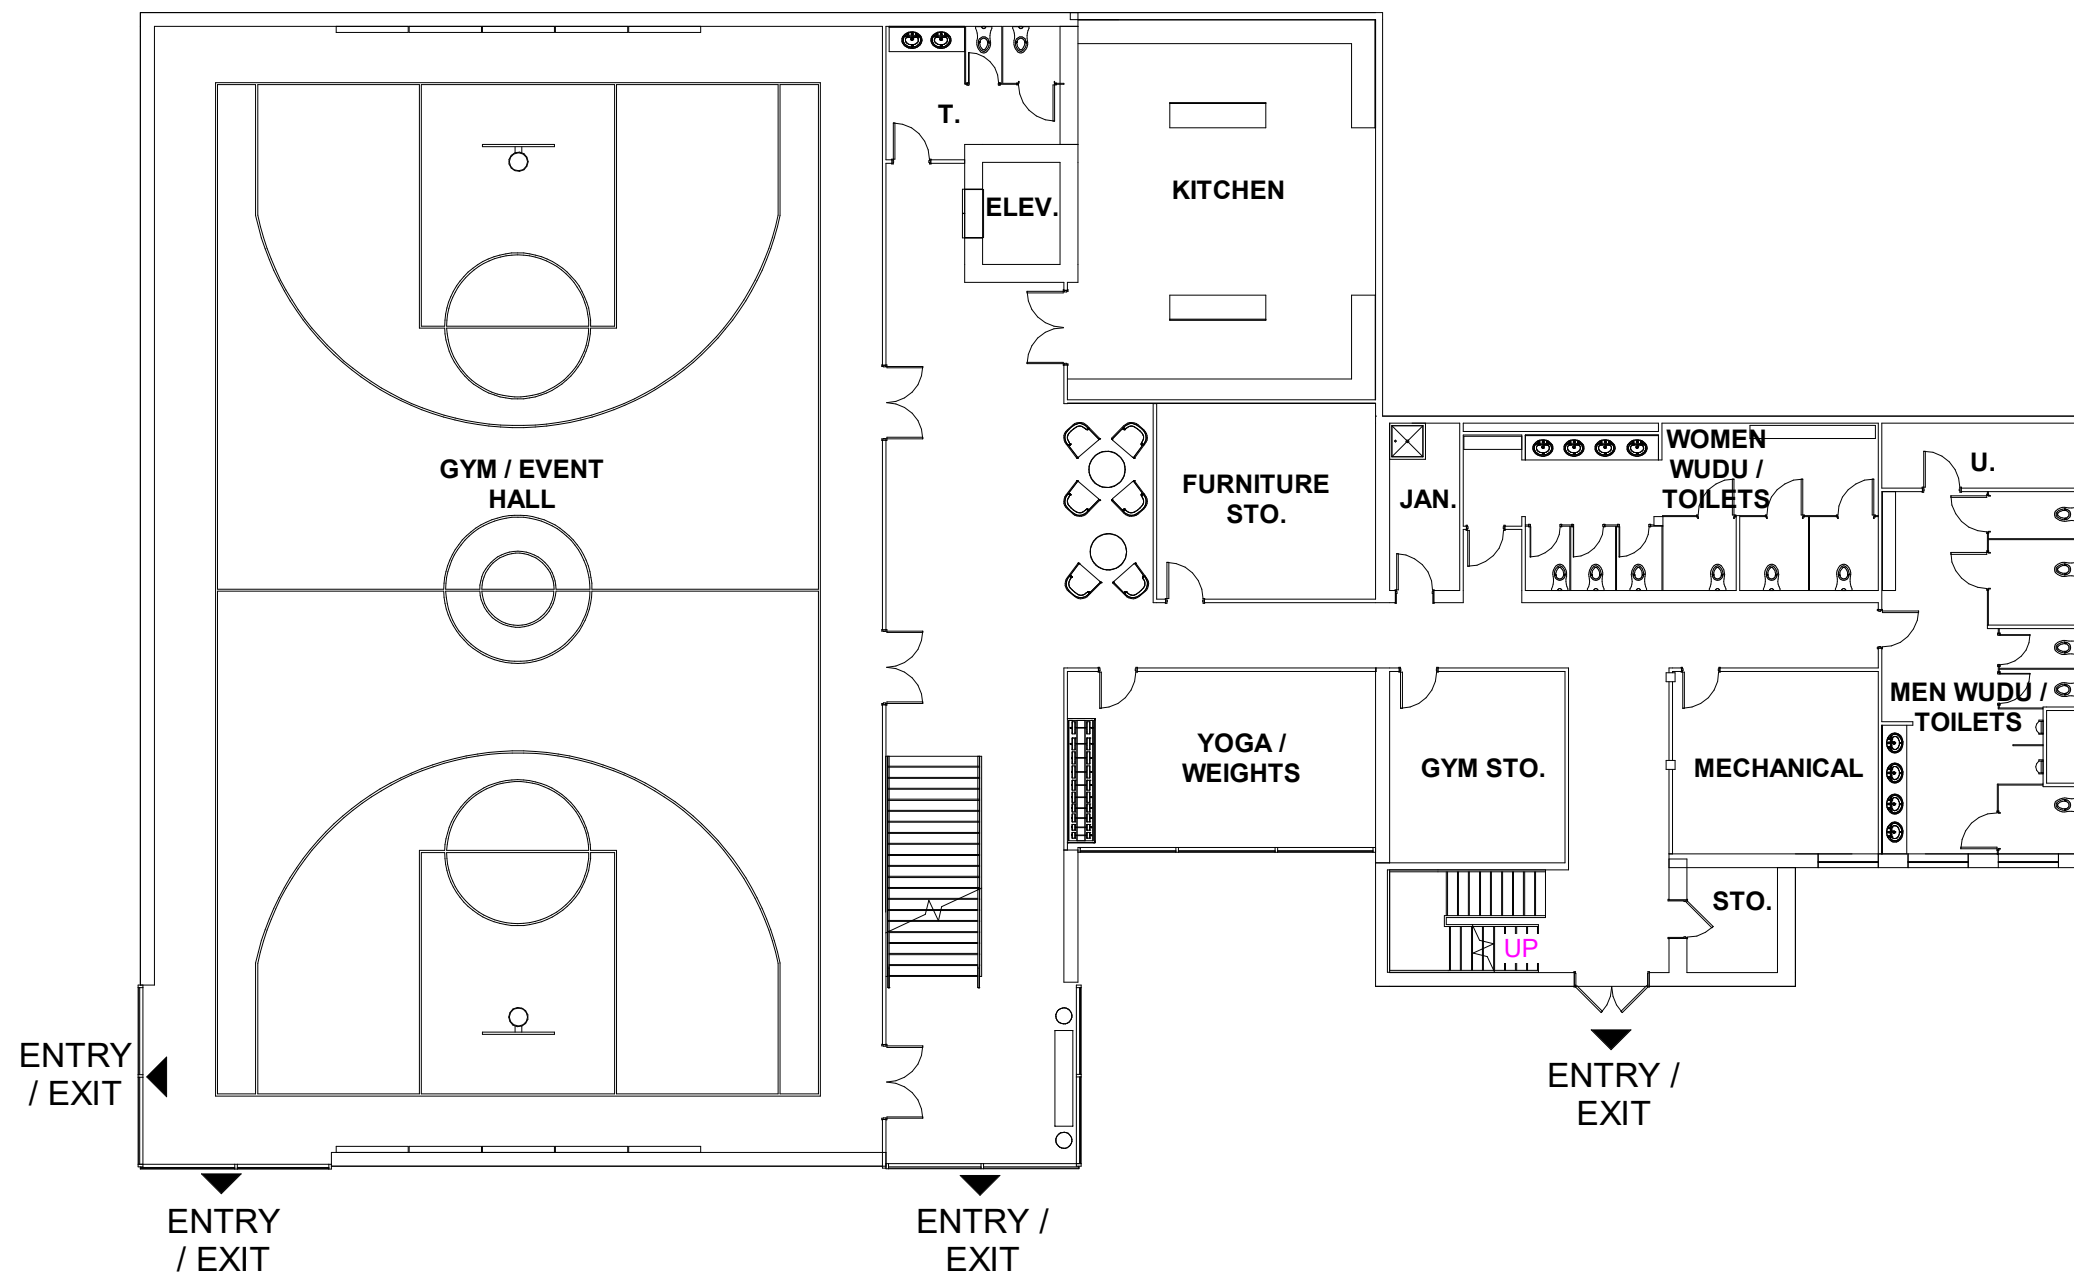 T.
KITCHEN
ELEV.
GYM / EVENT
HALL
FURNITURE
STO.
JAN.
WOMEN
WUDU /
TOILETS
U.
MEN WUDU /
TOILETS
YOGA /
WEIGHTS
GYM STO.
MECHANICAL
STO.
UP
ENTRY
/ EXIT
ENTRY /
EXIT
ENTRY
/ EXIT
ENTRY /
EXIT